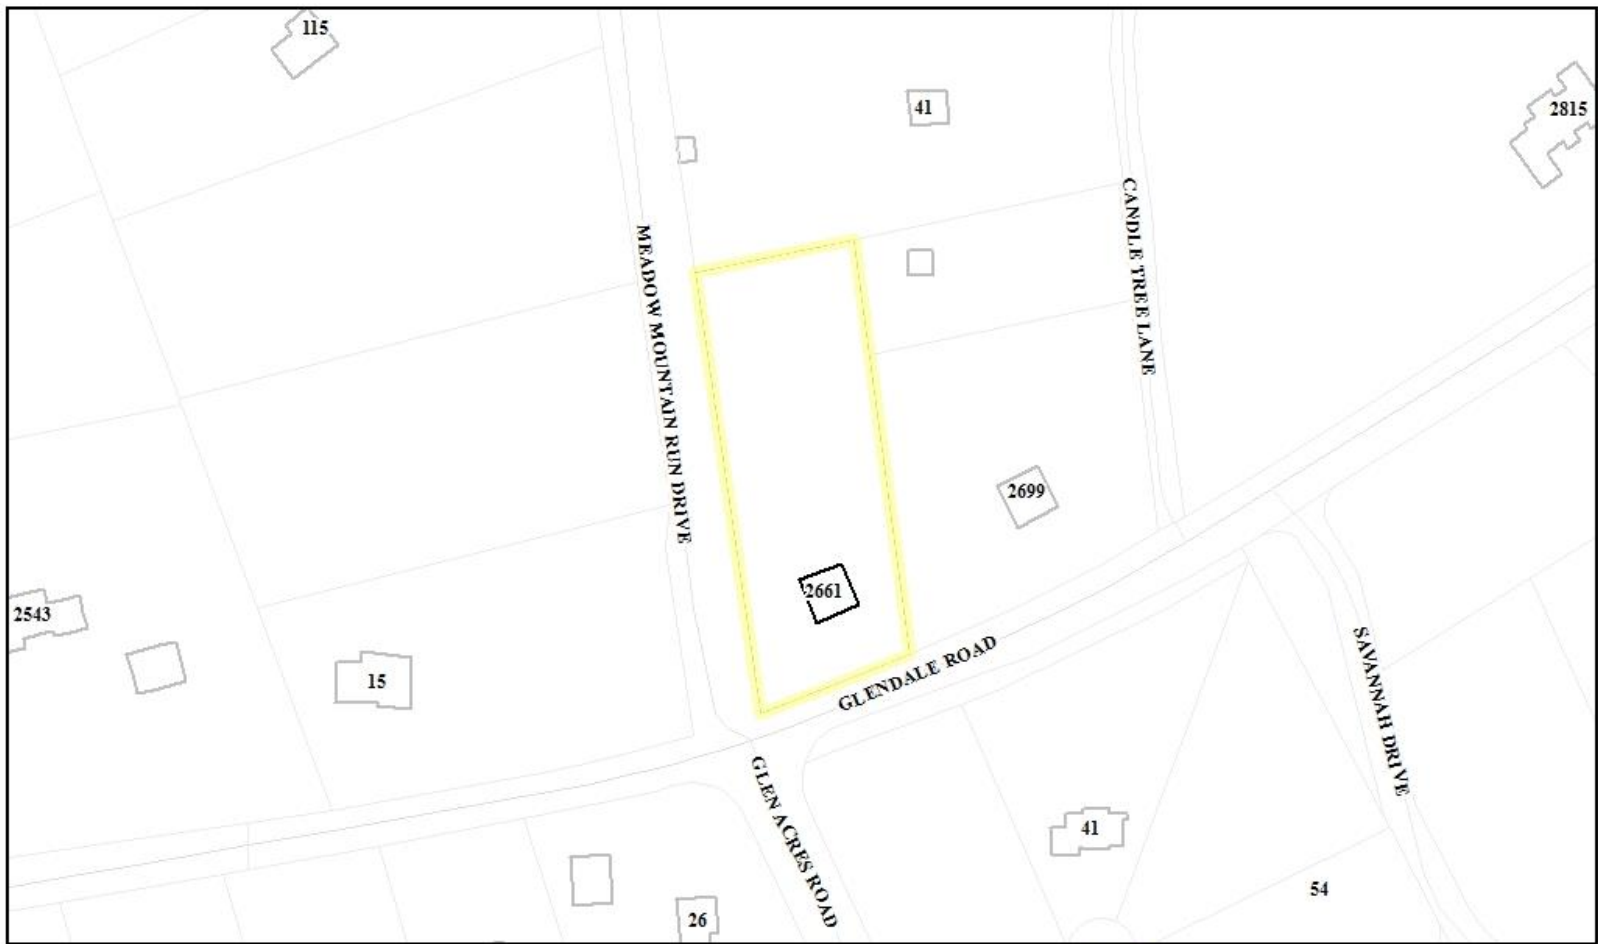 115
41
2815
CANDLE TREE LANE
MEADOW MOUNTAIN RUN DRIVE
2699
2661
2543
15
GLENDALE ROAD
SAVANNAH DRIVE
GLEN ACRES ROAD
41
54
26